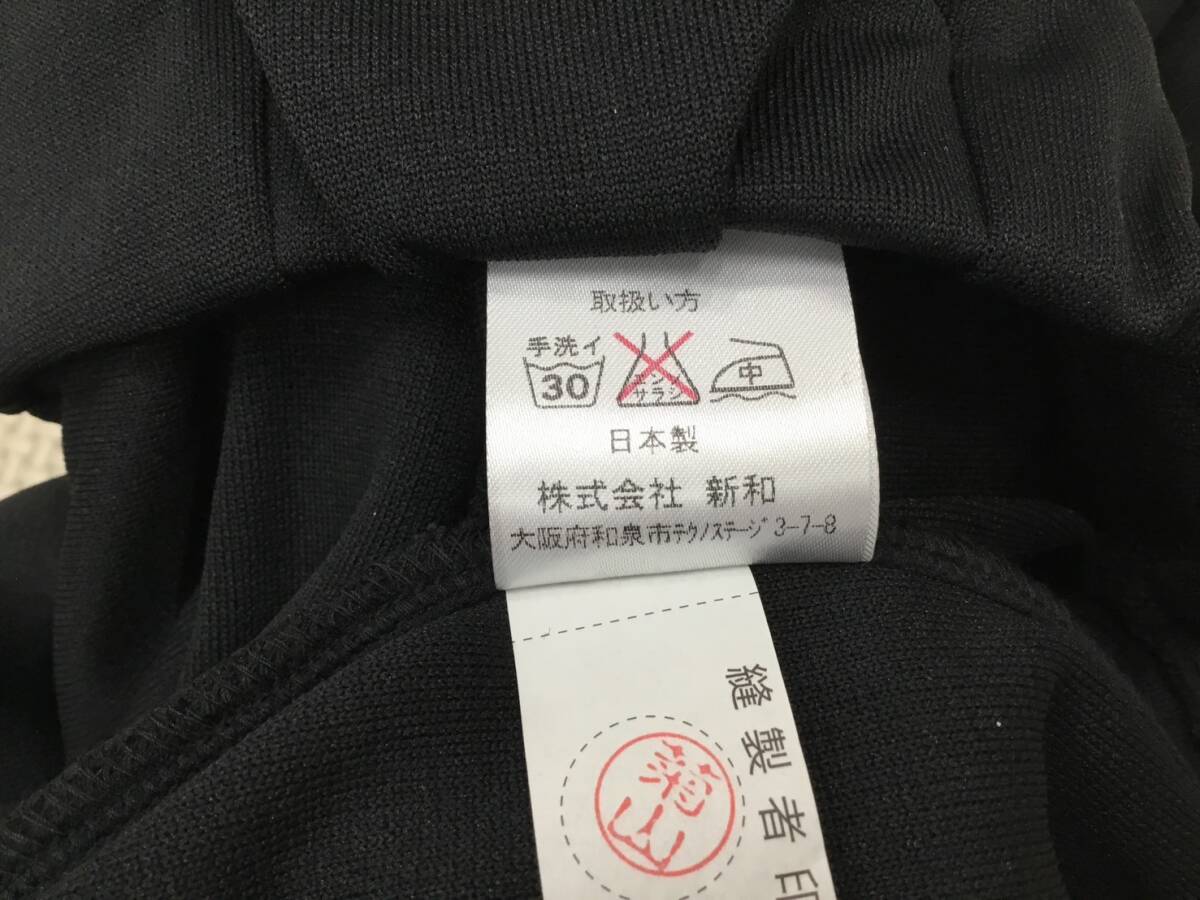 取扱い方
手洗イ
30
エンソ
サラシ
中
日本製
株式会社 新和
大阪府和泉市テクノステージ 3-7-8
縫製者印